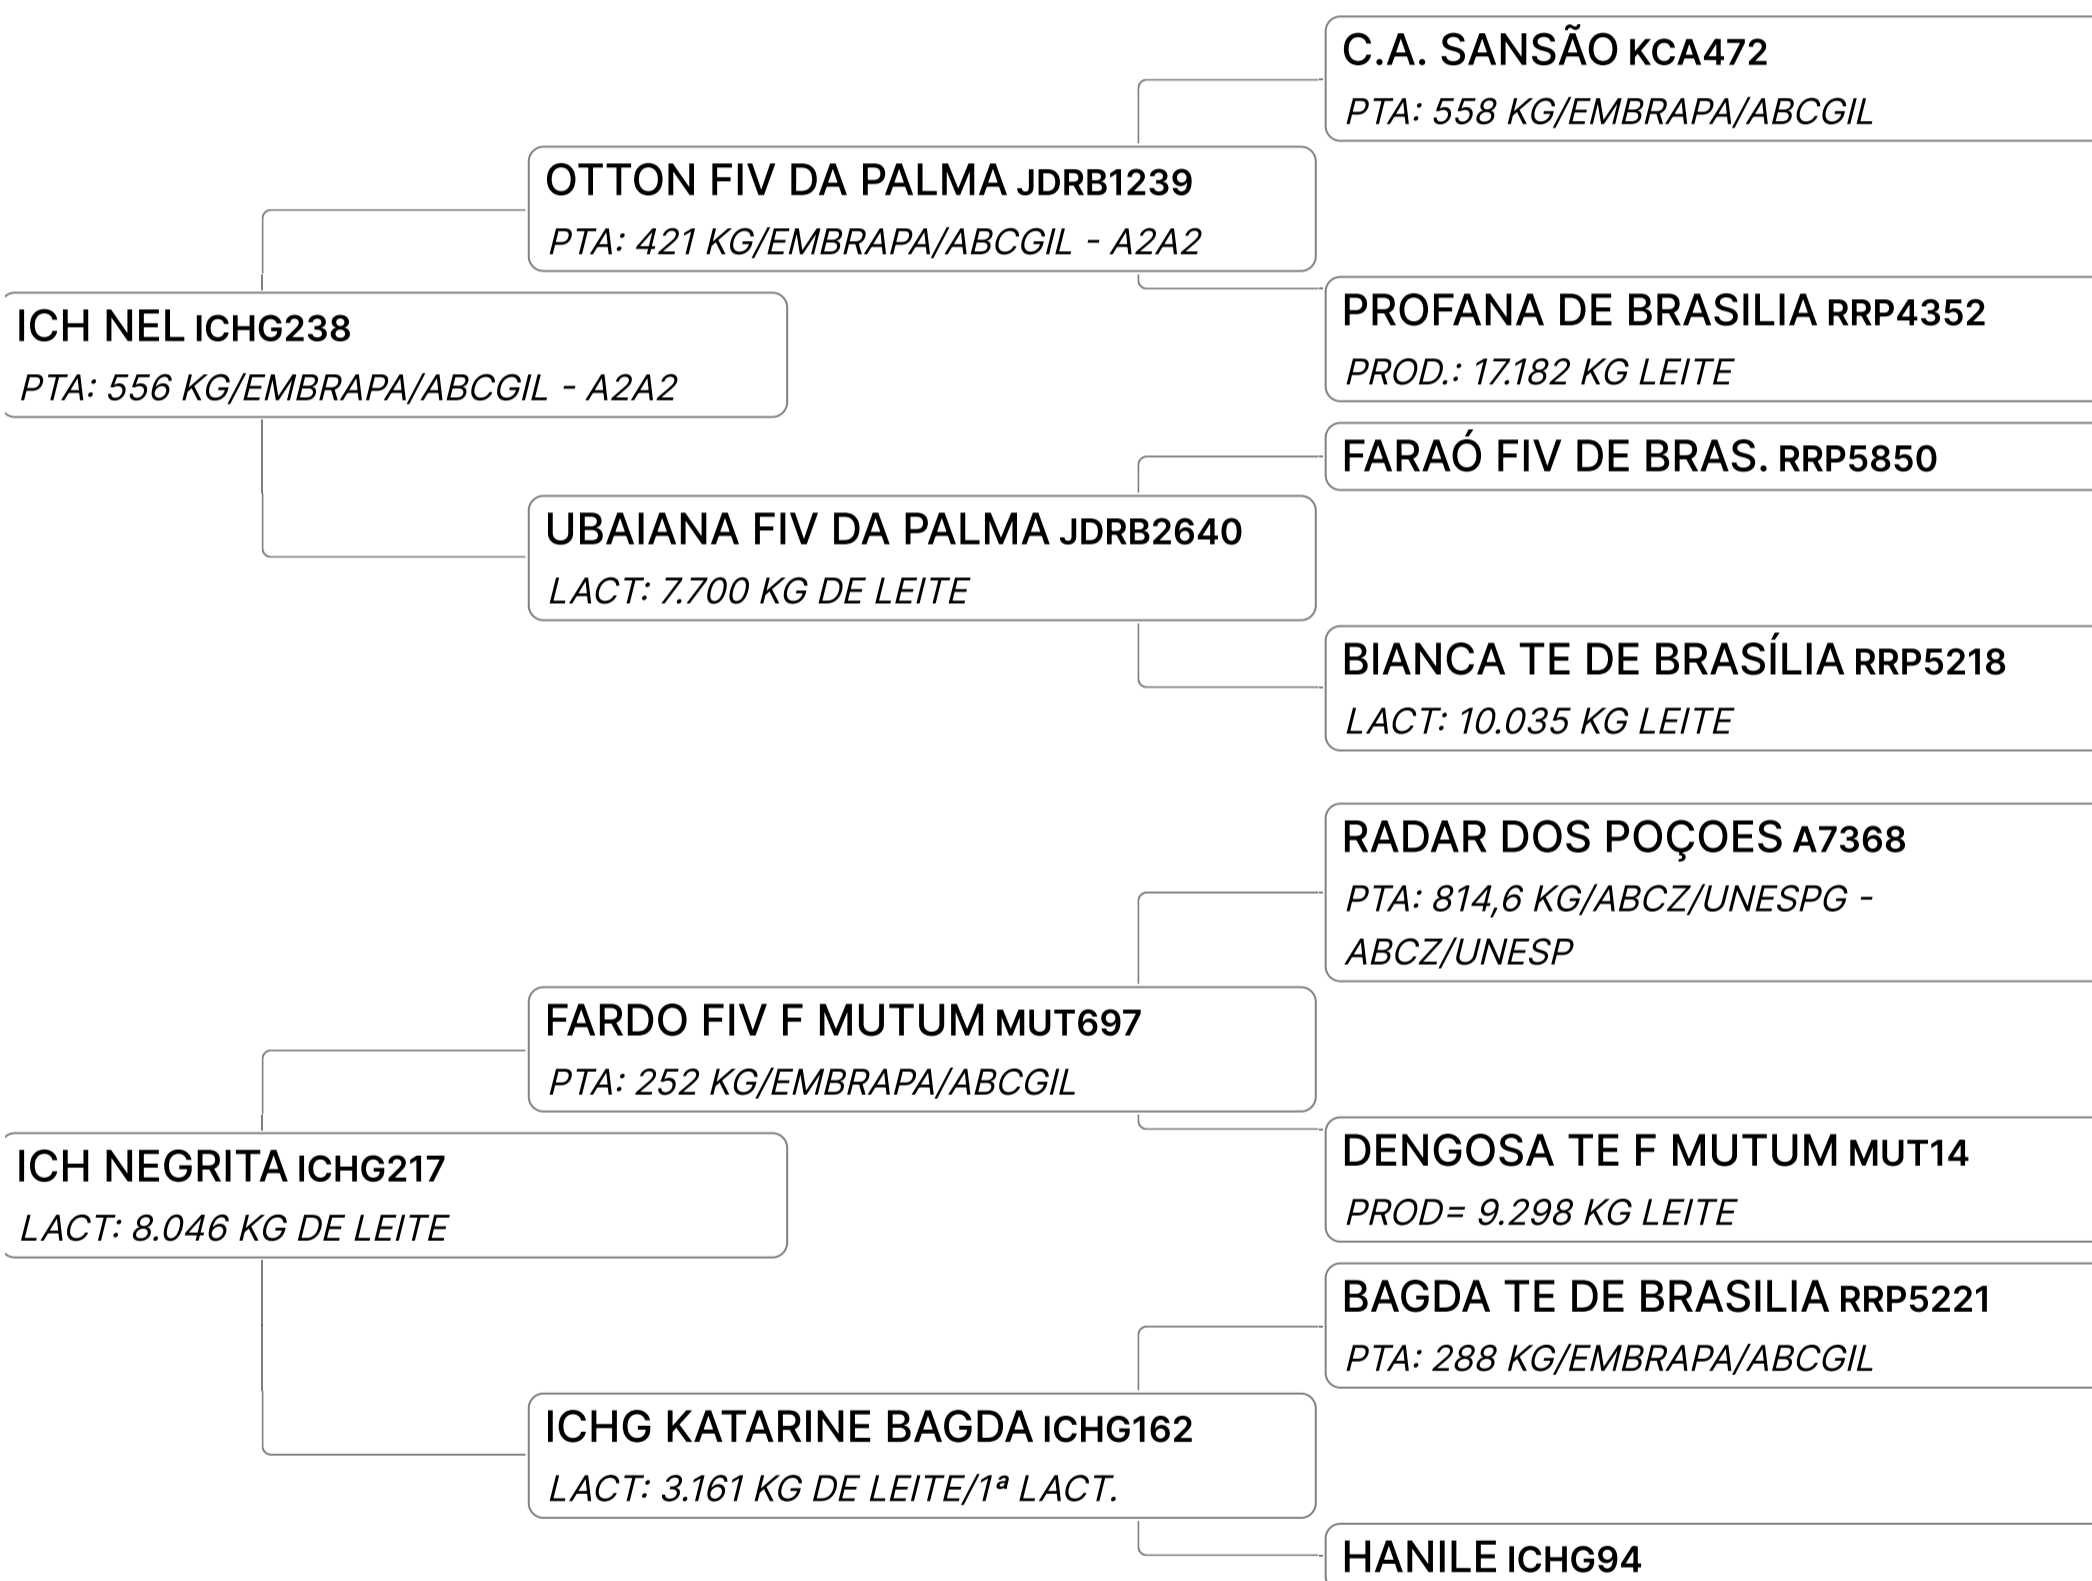 C.A. SANSÃO KCA472
PTA: 558 KG/EMBRAPA/ABCGIL
OTTON FIV DA PALMA JDRB1239
PTA: 421 KG/EMBRAPA/ABCGIL - A2A2
PROFANA DE BRASILIA RRP4352
PROD.: 17.182 KG LEITE
ICH NEL ICHG238
PTA: 556 KG/EMBRAPA/ABCGIL - A2A2
FARAÓ FIV DE BRAS. RRP5850
UBAIANA FIV DA PALMA JDRB2640
LACT: 7.700 KG DE LEITE
BIANCA TE DE BRASÍLIA RRP5218
LACT: 10.035 KG LEITE
RADAR DOS POÇOES A7368
PTA: 814,6 KG/ABCZ/UNESPG -
ABCZ/UNESP
FARDO FIV F MUTUM MUT697
PTA: 252 KG/EMBRAPA/ABCGIL
DENGOSA TE F MUTUM MUT14
PROD= 9.298 KG LEITE
ICH NEGRITA ICHG217
LACT: 8.046 KG DE LEITE
BAGDA TE DE BRASILIA RRP5221
PTA: 288 KG/EMBRAPA/ABCGIL
ICHG KATARINE BAGDA ICHG162
LACT: 3.161 KG DE LEITE/1ª LACT.
HANILE ICHG94